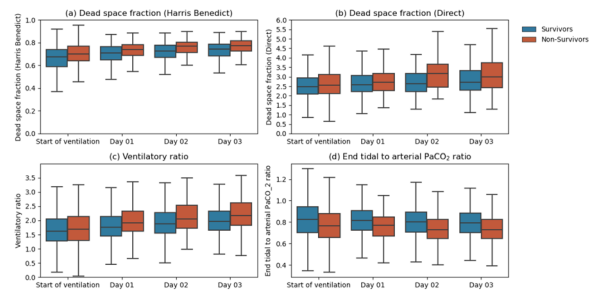 (a) Dead space fraction (Harris Benedict)
Dead space fraction (Harris Benedict)
1.0
0.8
0.6
0.4
0.2
0.0
Start of ventilation Day 01 Day 02 Day 03
(b) Dead space fraction (Direct)
Dead space fraction (Direct)
6.0
5.5
5.0
4.5
4.0
3.5
3.0
2.5
2.0
1.5
1.0
0.5
0.0
Start of ventilation Day 01 Day 02 Day 03
Survivors
Non-Survivors
(c) Ventilatory ratio
Ventilatory ratio
3.5
3.0
2.5
2.0
1.5
1.0
0.5
0.0
Start of ventilation Day 01 Day 02 Day 03
(d) End tidal to arterial PaCO₂ ratio
End tidal to arterial PaCO_2 ratio
1.2
1.0
0.8
0.6
0.4
Start of ventilation Day 01 Day 02 Day 03